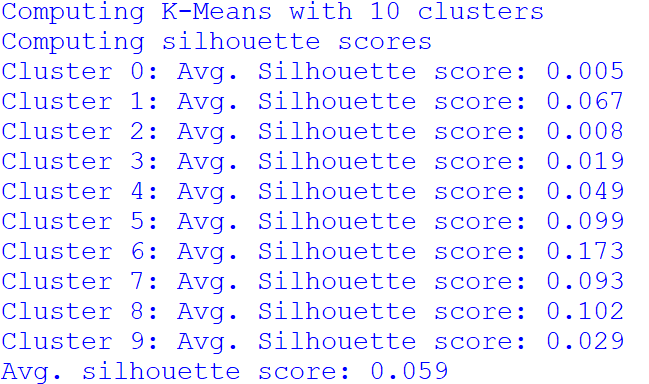 Computing K-Means with 10 clusters
Computing silhouette scores
Cluster 0: Avg. Silhouette score: 0.005
Cluster 1: Avg. Silhouette score: 0.067
Cluster 2: Avg. Silhouette score: 0.008
Cluster 3: Avg. Silhouette score: 0.019
Cluster 4: Avg. Silhouette score: 0.049
Cluster 5: Avg. Silhouette score: 0.099
Cluster 6: Avg. Silhouette score: 0.173
Cluster 7: Avg. Silhouette score: 0.093
Cluster 8: Avg. Silhouette score: 0.102
Cluster 9: Avg. Silhouette score: 0.029
Avg. silhouette score: 0.059